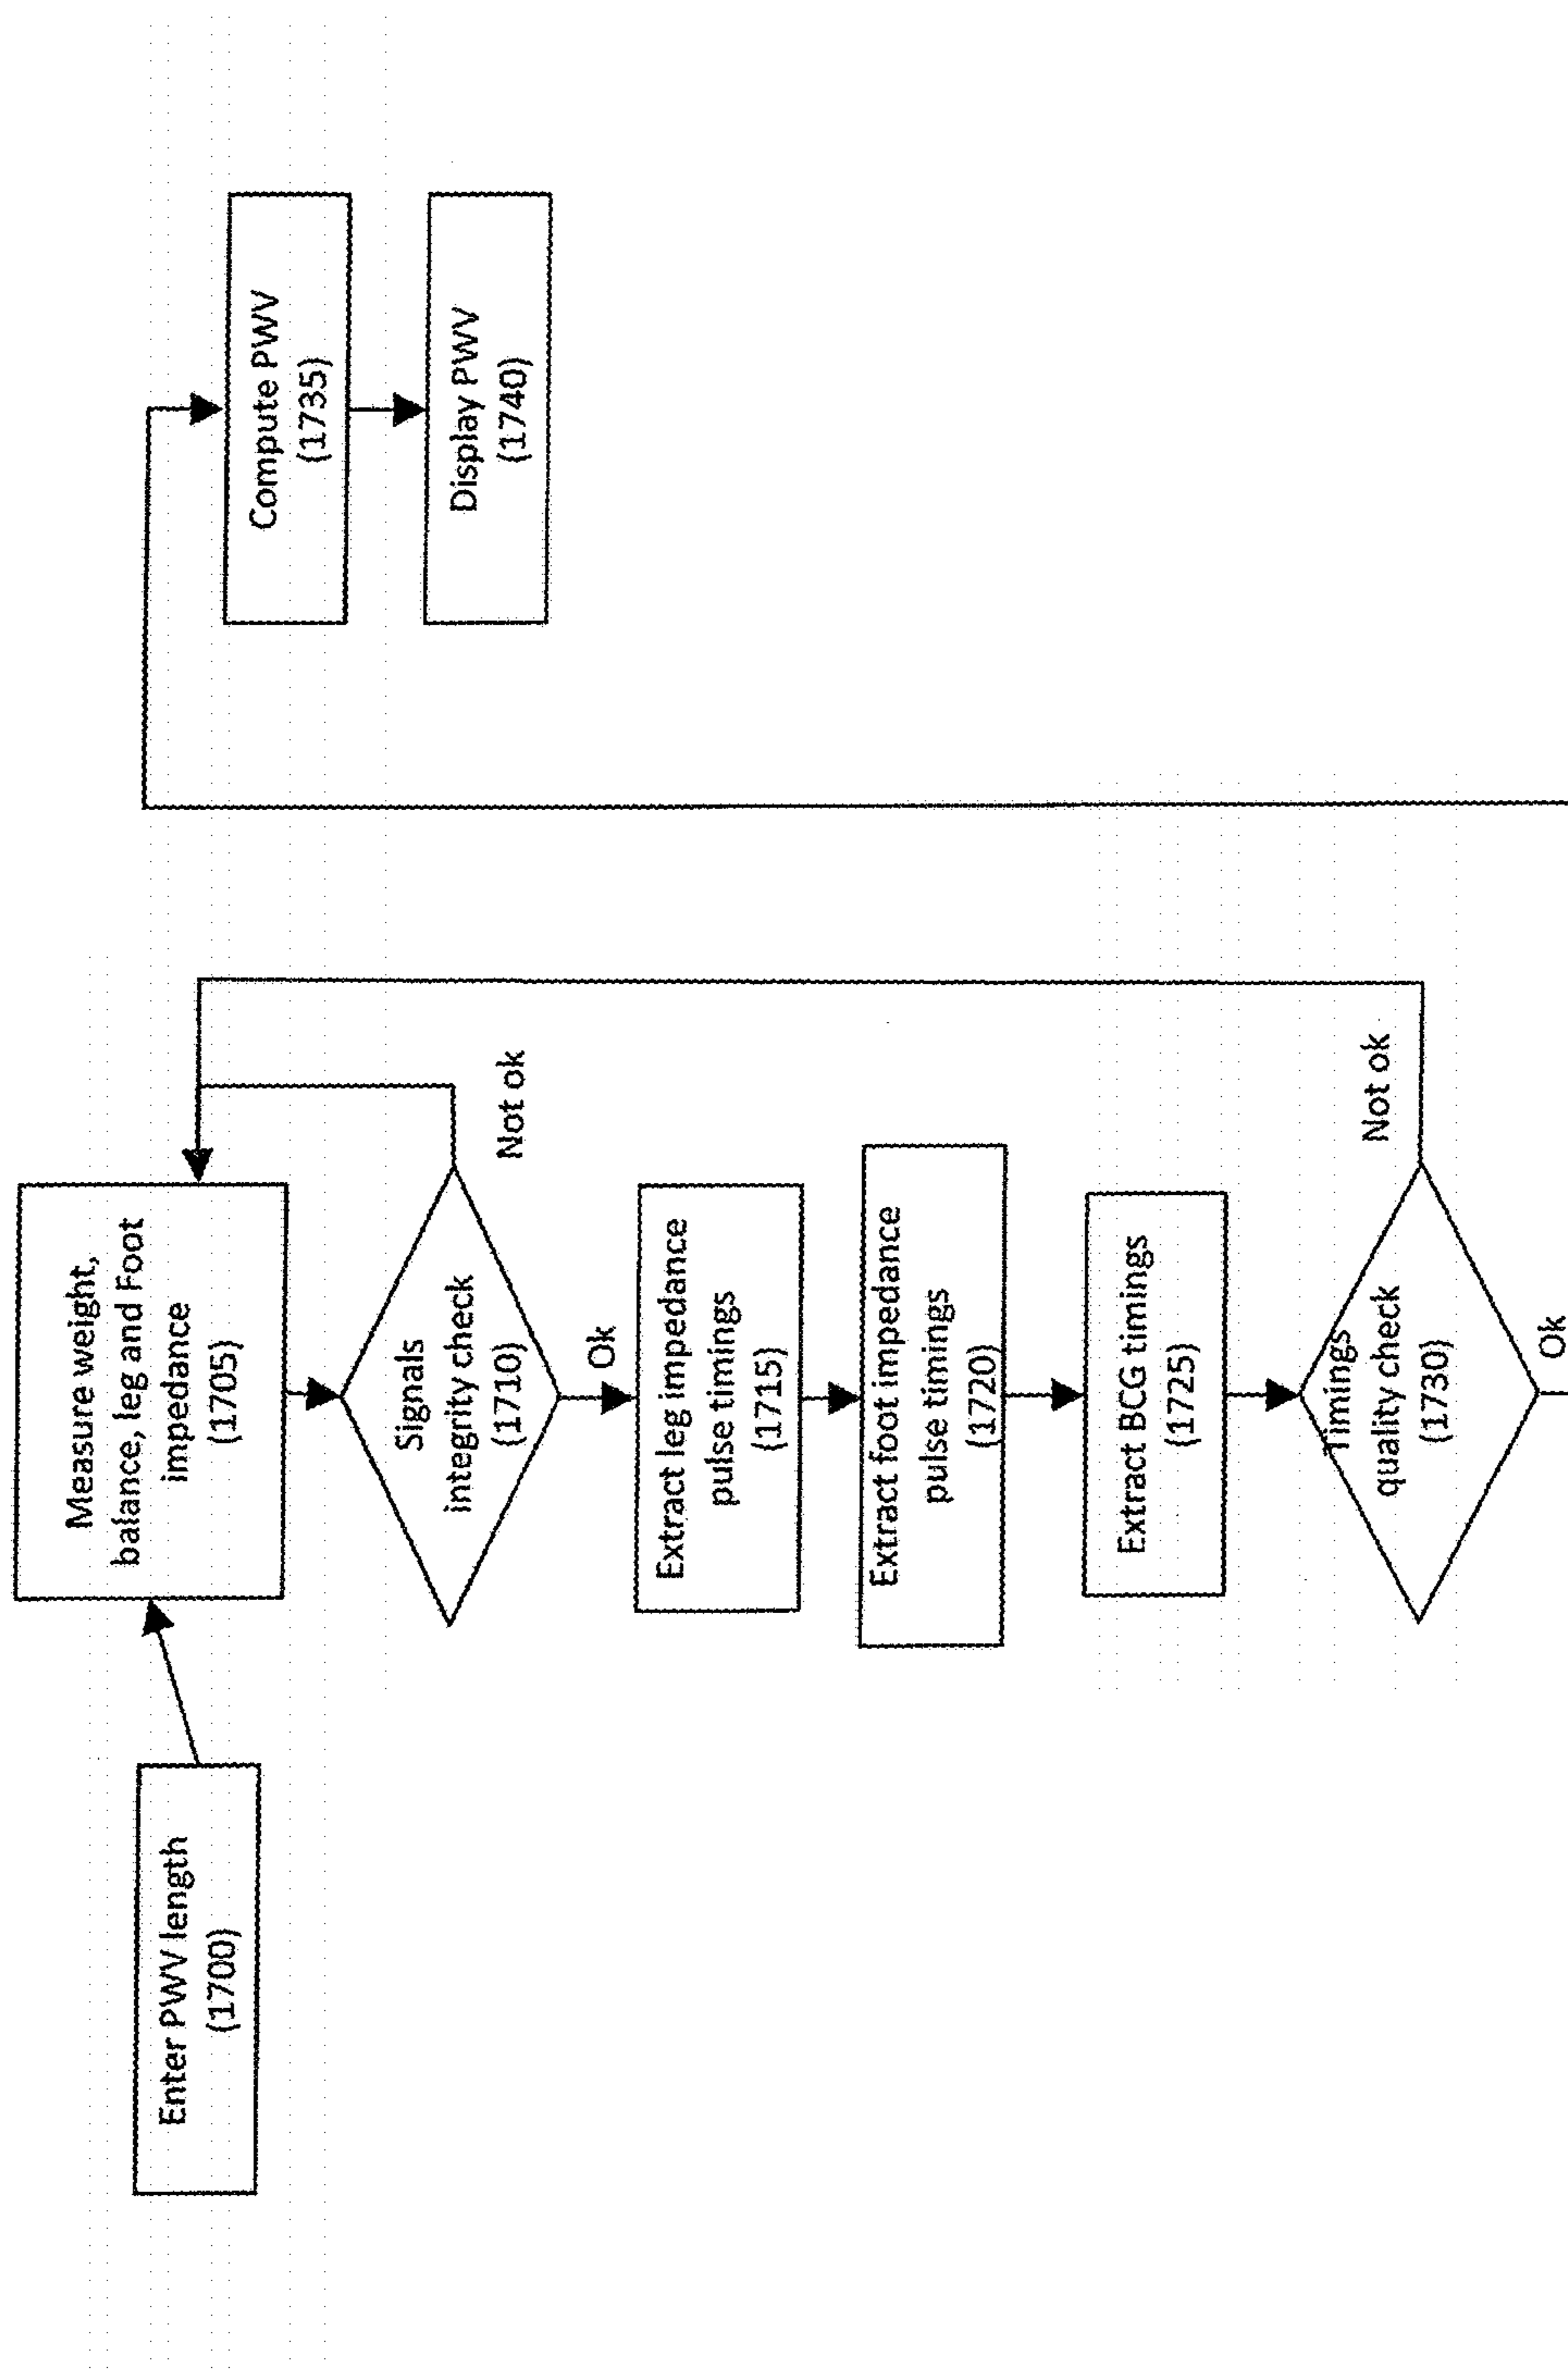 Enter PWV length
(1700)
Measure weight,
balance, leg and Foot
impedance
(1705)
Signals
integrity check
(1710)
Not ok
Ok
Extract leg impedance
pulse timings
(1715)
Extract foot impedance
pulse timings
(1720)
Extract BCG timings
(1725)
Timings
quality check
(1730)
Not ok
Ok
Compute PWV
(1735)
Display PWV
(1740)